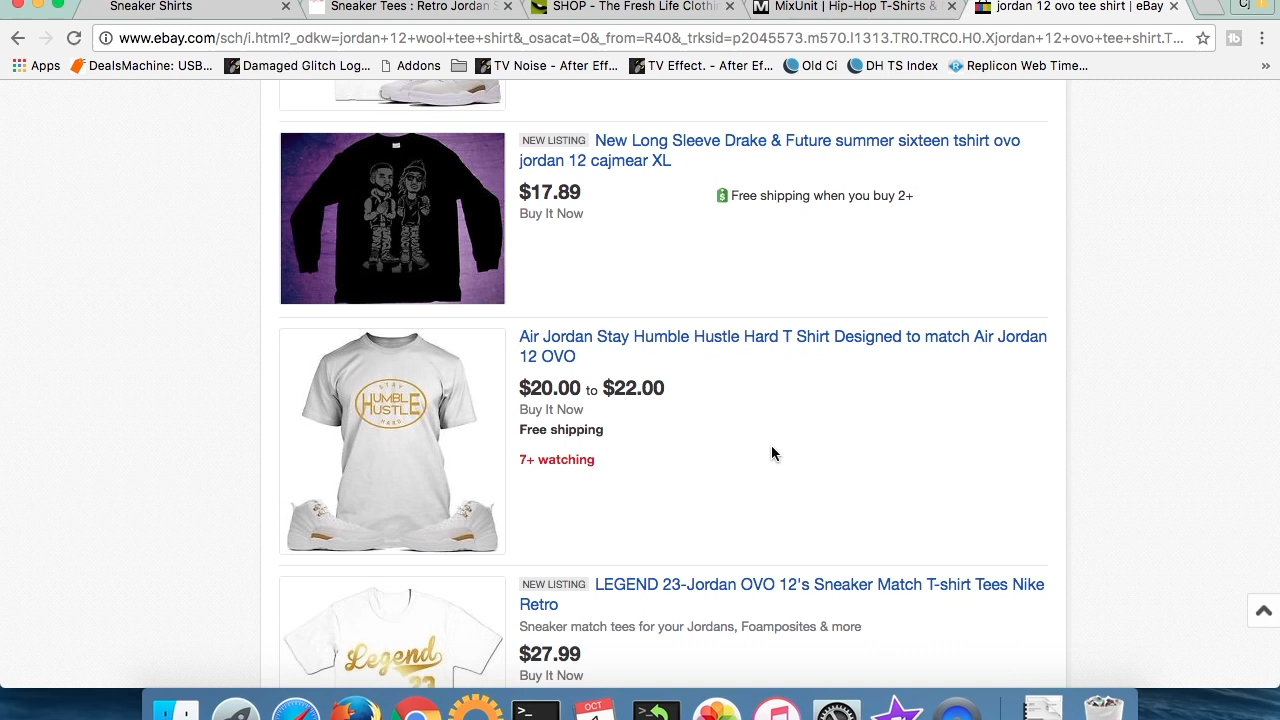 Sneaker Shirts
Sneaker Tees : Retro Jordan S
SHOP - The Fresh Life Clothin
MixUnit | Hip-Hop T-Shirts &
jordan 12 ovo tee shirt | eBay
www.ebay.com/sch/i.html?_odkw=jordan+12+wool+tee+shirt&_osacat=0&_from=R40&_trksid=p2045573.m570.l1313.TR0.TRC0.H0.Xjordan+12+ovo+tee+shirt.T...
Apps DealsMachine: USB... Damaged Glitch Log... Addons TV Noise - After Eff... TV Effect. - After Ef... Old Ci DH TS Index Replicon Web Time... »
NEW LISTING New Long Sleeve Drake & Future summer sixteen tshirt ovo
jordan 12 cajmear XL
$17.89
Free shipping when you buy 2+
Buy It Now
Air Jordan Stay Humble Hustle Hard T Shirt Designed to match Air Jordan
12 OVO
$20.00 to $22.00
Buy It Now
Free shipping
7+ watching
STAY
HUMBLE
HUSTLE
HARD
NEW LISTING LEGEND 23-Jordan OVO 12's Sneaker Match T-shirt Tees Nike
Retro
Sneaker match tees for your Jordans, Foamposites & more
$27.99
Buy It Now
Legend
23
OCT